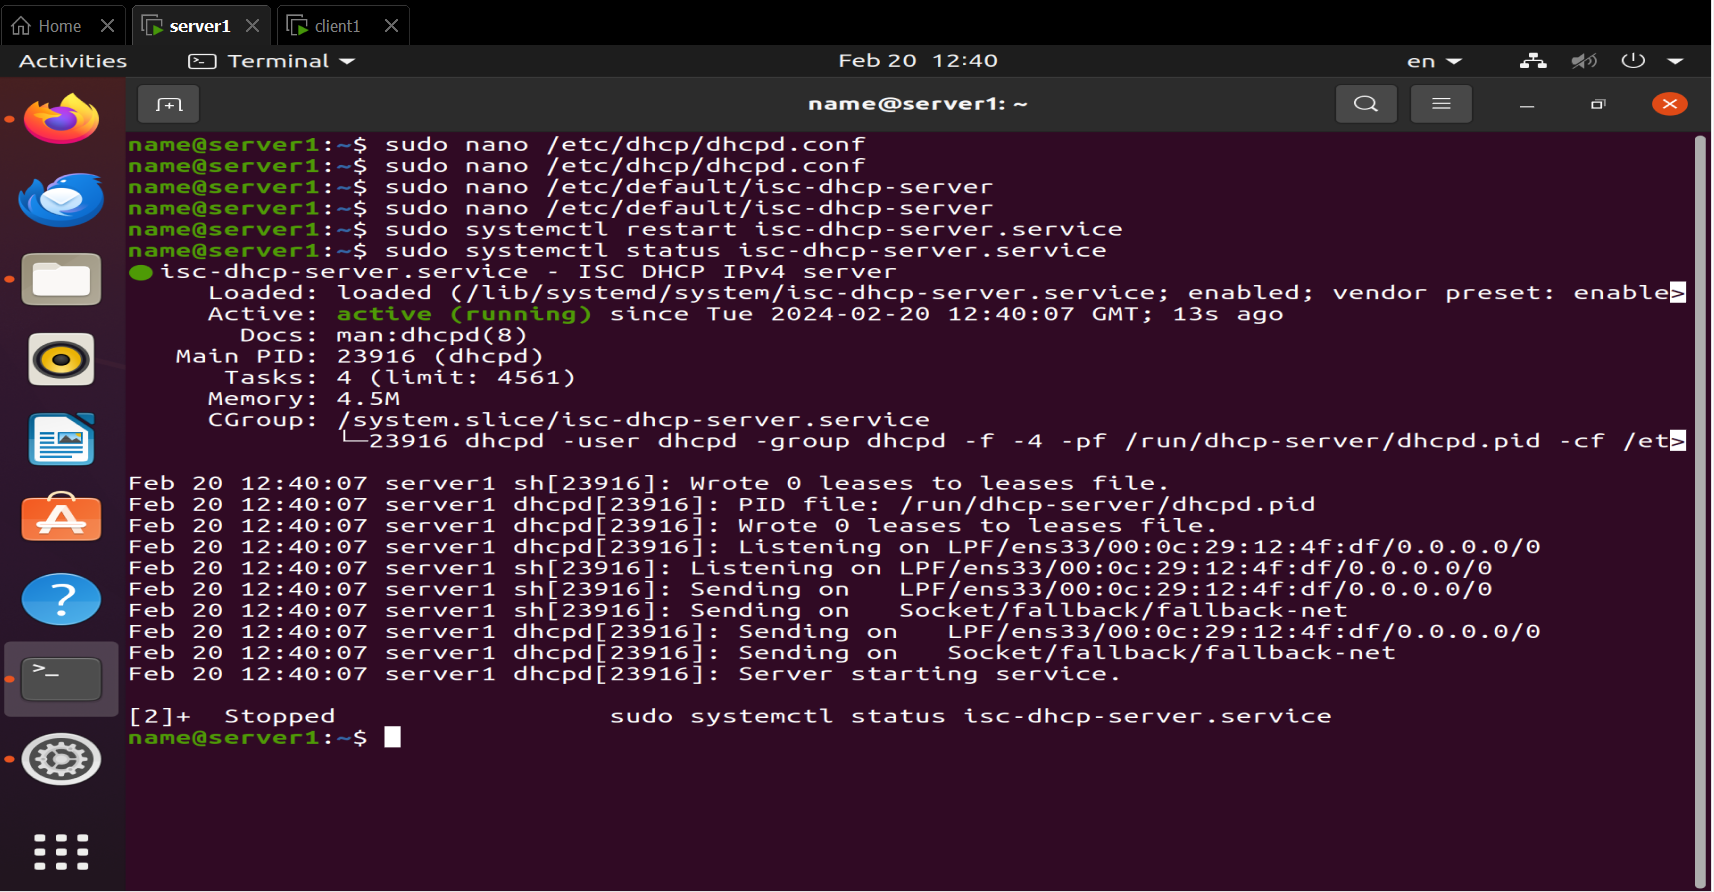 Home
server1
client1
Activities
Terminal
Feb 20 12:40
en
name@server1: ~
name@server1:~$ sudo nano /etc/dhcp/dhcpd.conf
name@server1:~$ sudo nano /etc/dhcp/dhcpd.conf
name@server1:~$ sudo nano /etc/default/isc-dhcp-server
name@server1:~$ sudo nano /etc/default/isc-dhcp-server
name@server1:~$ sudo systemctl restart isc-dhcp-server.service
name@server1:~$ sudo systemctl status isc-dhcp-server.service
● isc-dhcp-server.service - ISC DHCP IPv4 server
     Loaded: loaded (/lib/systemd/system/isc-dhcp-server.service; enabled; vendor preset: enable>
     Active: active (running) since Tue 2024-02-20 12:40:07 GMT; 13s ago
       Docs: man:dhcpd(8)
   Main PID: 23916 (dhcpd)
      Tasks: 4 (limit: 4561)
     Memory: 4.5M
     CGroup: /system.slice/isc-dhcp-server.service
             └─23916 dhcpd -user dhcpd -group dhcpd -f -4 -pf /run/dhcp-server/dhcpd.pid -cf /et>
Feb 20 12:40:07 server1 sh[23916]: Wrote 0 leases to leases file.
Feb 20 12:40:07 server1 dhcpd[23916]: PID file: /run/dhcp-server/dhcpd.pid
Feb 20 12:40:07 server1 dhcpd[23916]: Wrote 0 leases to leases file.
Feb 20 12:40:07 server1 dhcpd[23916]: Listening on LPF/ens33/00:0c:29:12:4f:df/0.0.0.0/0
Feb 20 12:40:07 server1 sh[23916]: Listening on LPF/ens33/00:0c:29:12:4f:df/0.0.0.0/0
Feb 20 12:40:07 server1 sh[23916]: Sending on   LPF/ens33/00:0c:29:12:4f:df/0.0.0.0/0
Feb 20 12:40:07 server1 sh[23916]: Sending on   Socket/fallback/fallback-net
Feb 20 12:40:07 server1 dhcpd[23916]: Sending on   LPF/ens33/00:0c:29:12:4f:df/0.0.0.0/0
Feb 20 12:40:07 server1 dhcpd[23916]: Sending on   Socket/fallback/fallback-net
Feb 20 12:40:07 server1 dhcpd[23916]: Server starting service.
[2]+  Stopped                 sudo systemctl status isc-dhcp-server.service
name@server1:~$